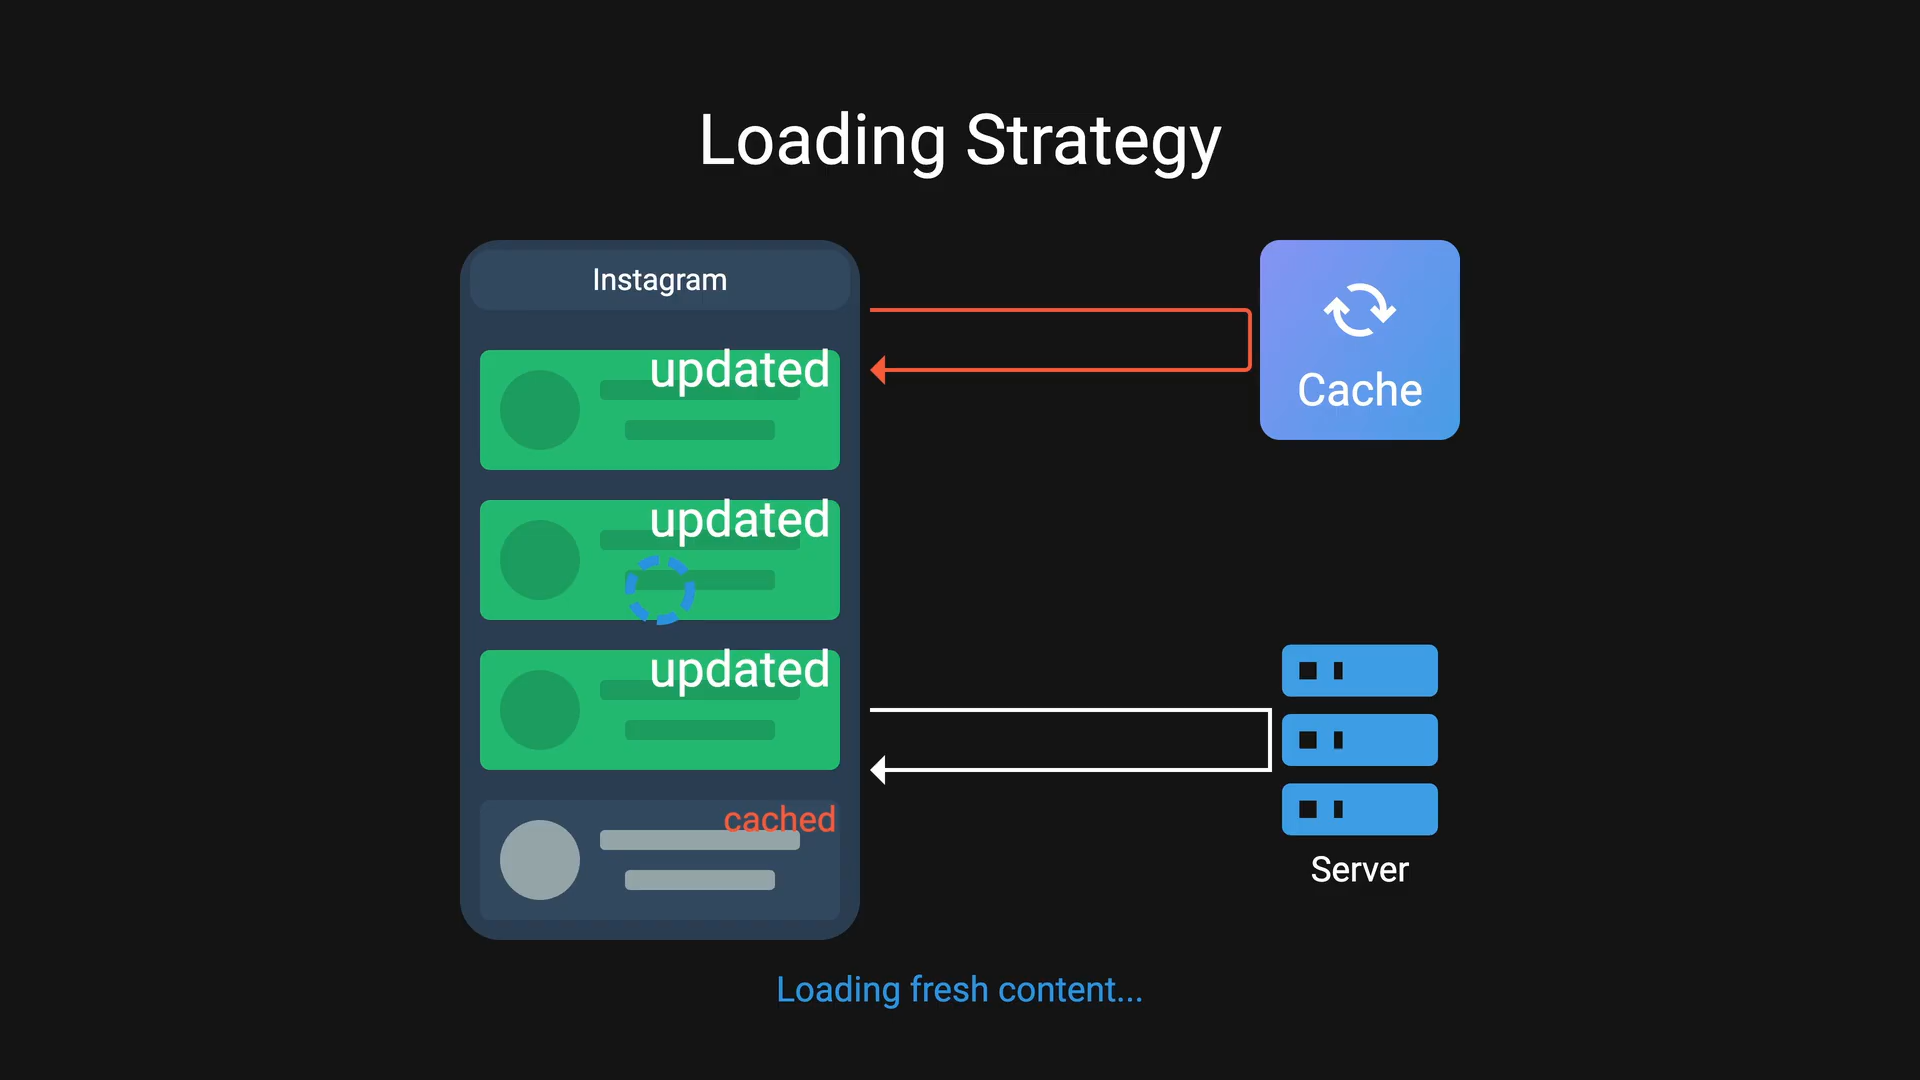 Loading Strategy
Instagram
updated
updated
updated
cached
Cache
Server
Loading fresh content...